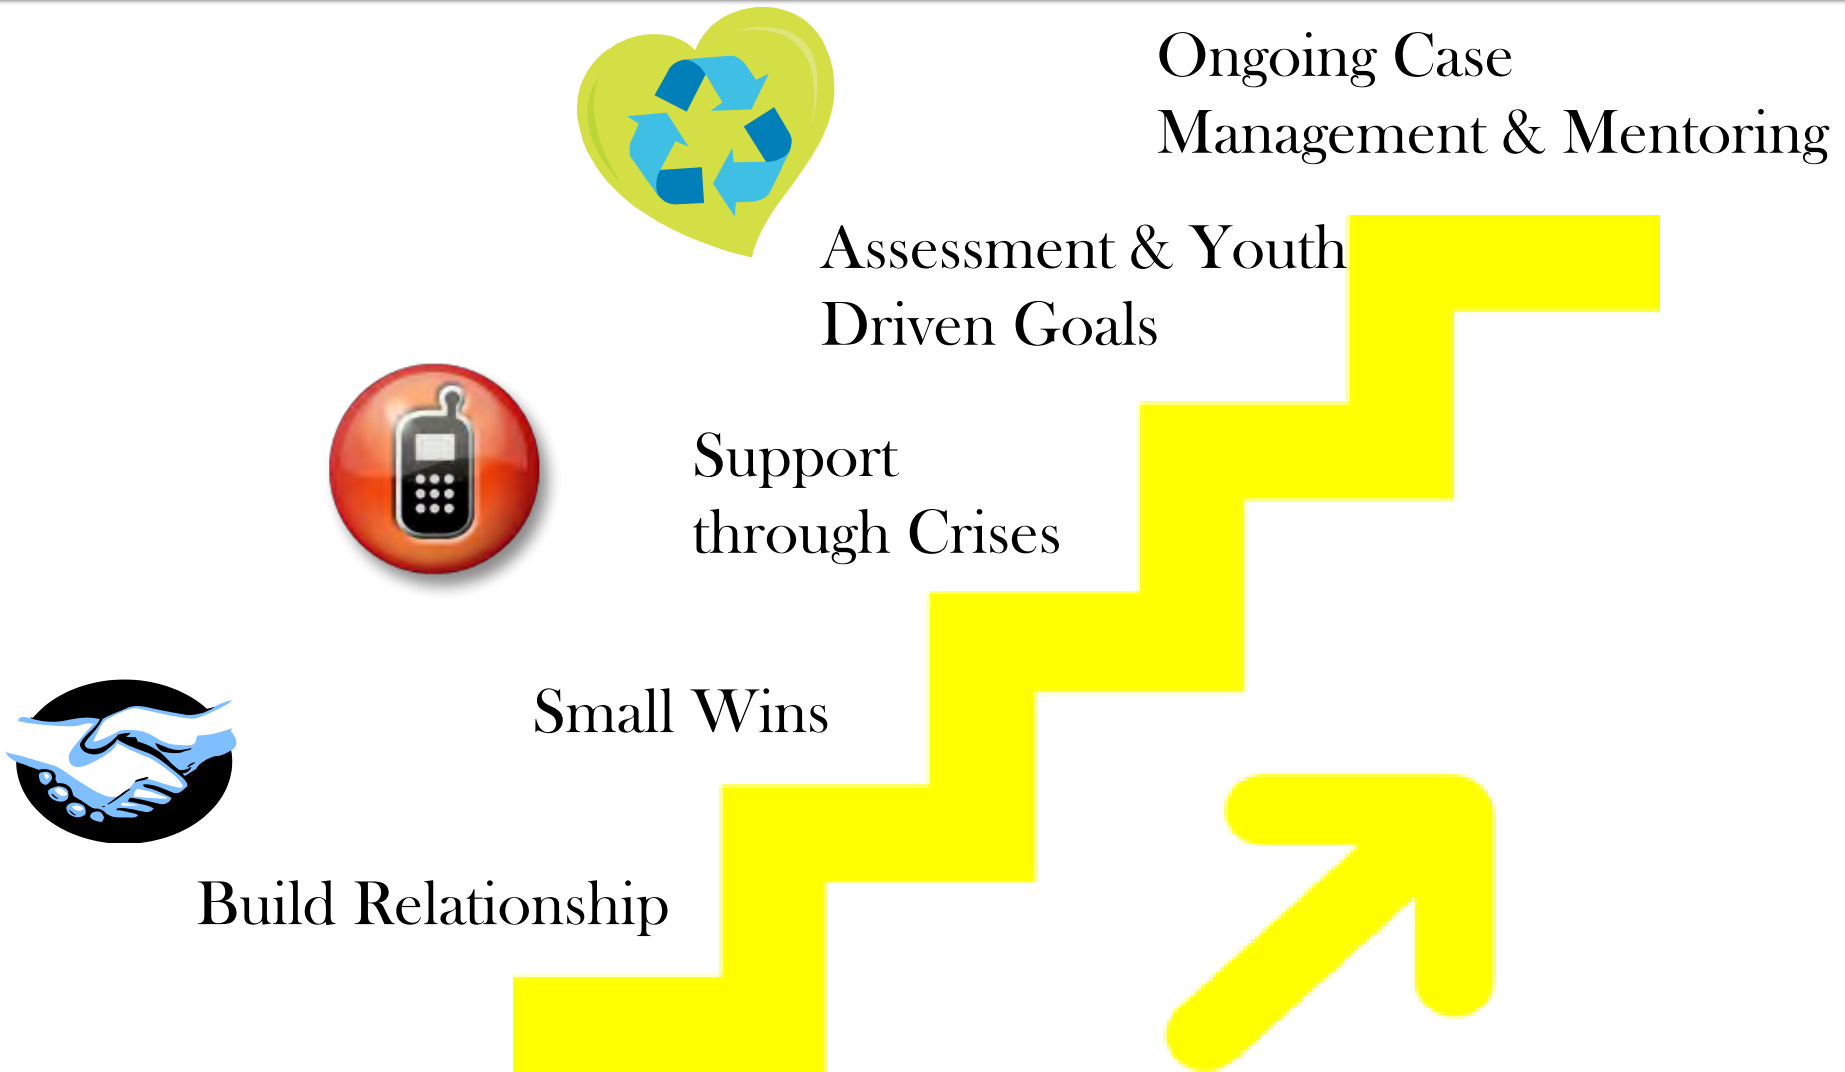 Ongoing Case
Management & Mentoring
Assessment & Youth
Driven Goals
Support
through Crises
Small Wins
Build Relationship